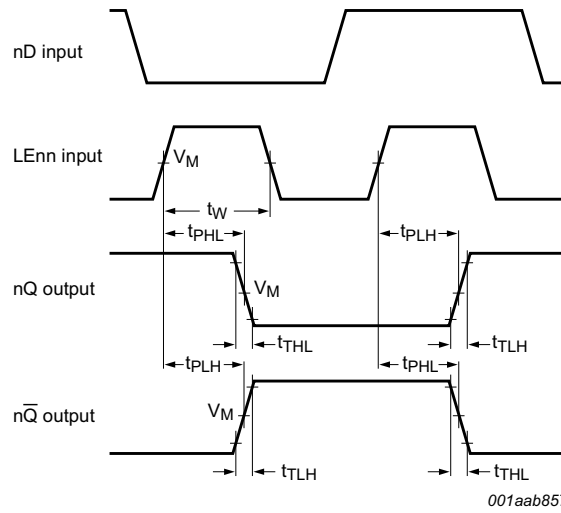 nD input
LEnn input
VM
tW
tPHL
tPLH
nQ output
VM
tTHL
tTLH
tPLH
tPHL
nQ̅ output
VM
tTLH
tTHL
001aab857